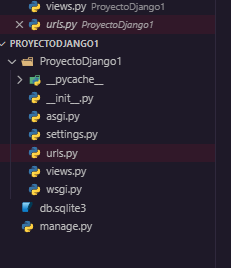 views.py ProyectoDjango1
urls.py ProyectoDjango1
PROYECTODJANGO1
ProyectoDjango1
__pycache__
__init__.py
asgi.py
settings.py
urls.py
views.py
wsgi.py
db.sqlite3
manage.py